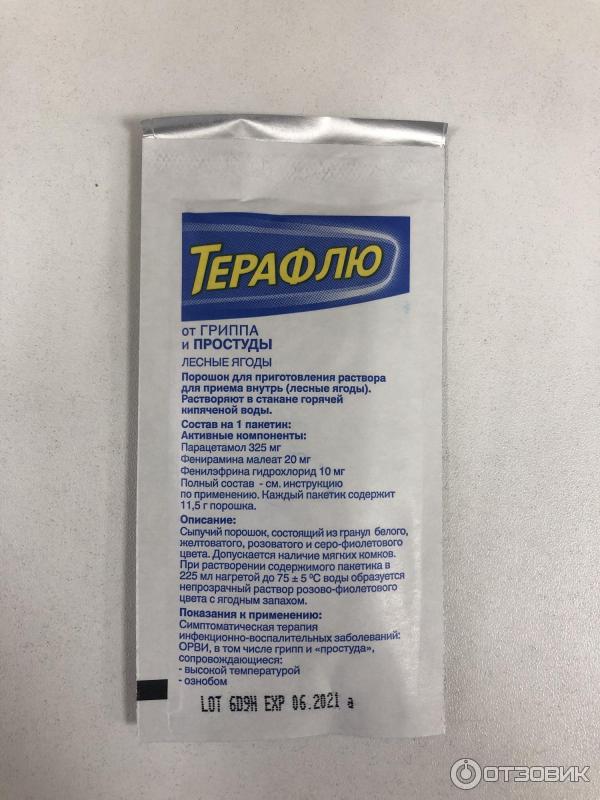 ТЕРАФЛЮ
от ГРИППА
и ПРОСТУДЫ
ЛЕСНЫЕ ЯГОДЫ
Порошок для приготовления раствора
для приема внутрь (лесные ягоды).
Растворяют в стакане горячей
кипяченой воды.
Состав на 1 пакетик:
Активные компоненты:
Парацетамол 325 мг
Фенирамина малеат 20 мг
Фенилэфрина гидрохлорид 10 мг
Полный состав - см. инструкцию
по применению. Каждый пакетик содержит
11,5 г порошка.
Описание:
Сыпучий порошок, состоящий из гранул белого,
желтоватого, розоватого и серо-фиолетового
цвета. Допускается наличие мягких комков.
При растворении содержимого пакетика в
225 мл нагретой до 75 ± 5 ºС воды образуется
непрозрачный раствор розово-фиолетового
цвета с ягодным запахом.
Показания к применению:
Симптоматическая терапия
инфекционно-воспалительных заболеваний:
ОРВИ, в том числе грипп и «простуда»,
сопровождающиеся:
- высокой температурой
- ознобом
LOT 6D9H EXP 06.2021 a
ОТЗОВИК